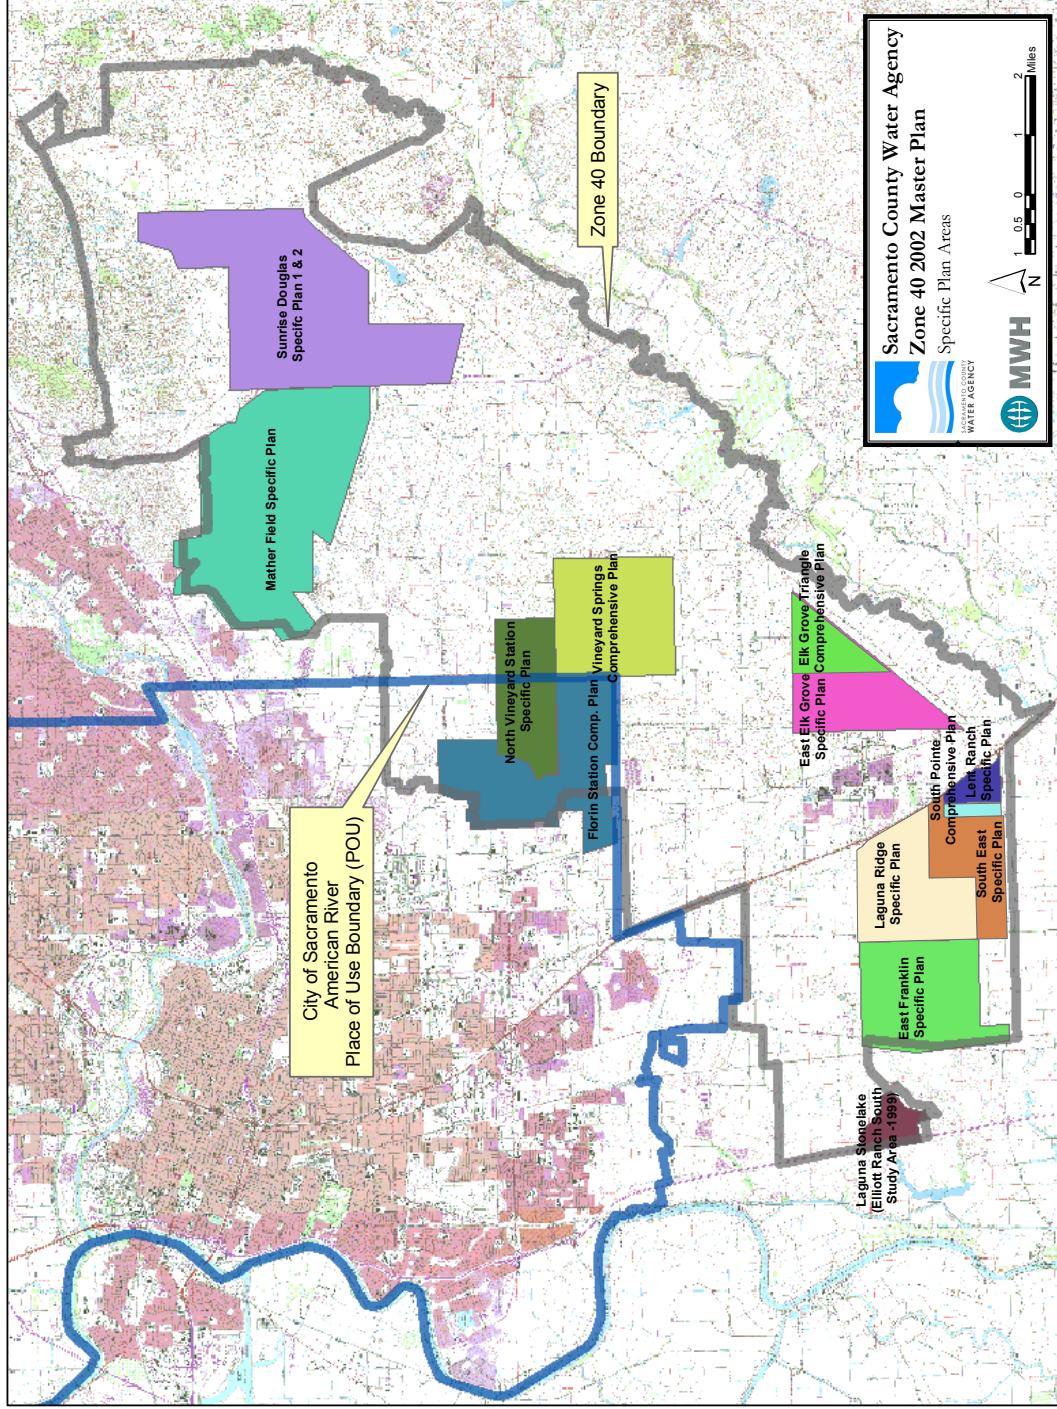 Sunrise Douglas
Specifc Plan 1 & 2
Mather Field Specific Plan
Zone 40 Boundary
City of Sacramento
American River
Place of Use Boundary (POU)
North Vineyard Station
Specific Plan
Vineyard Springs
Comprehensive Plan
Florin Station Comp. Plan
Elk Grove Triangle
Comprehensive Plan
East Elk Grove
Specific Plan
South Pointe
Comprehensive Plan
Lent Ranch
Specific Plan
Laguna Ridge
Specific Plan
South East
Specific Plan
East Franklin
Specific Plan
Laguna Stonelake
(Elliott Ranch South
Study Area -1999)
Sacramento County Water Agency
Zone 40 2002 Master Plan
Specific Plan Areas
SACRAMENTO COUNTY
WATER AGENCY
MWH
N
1 0.5 0 1 2
Miles